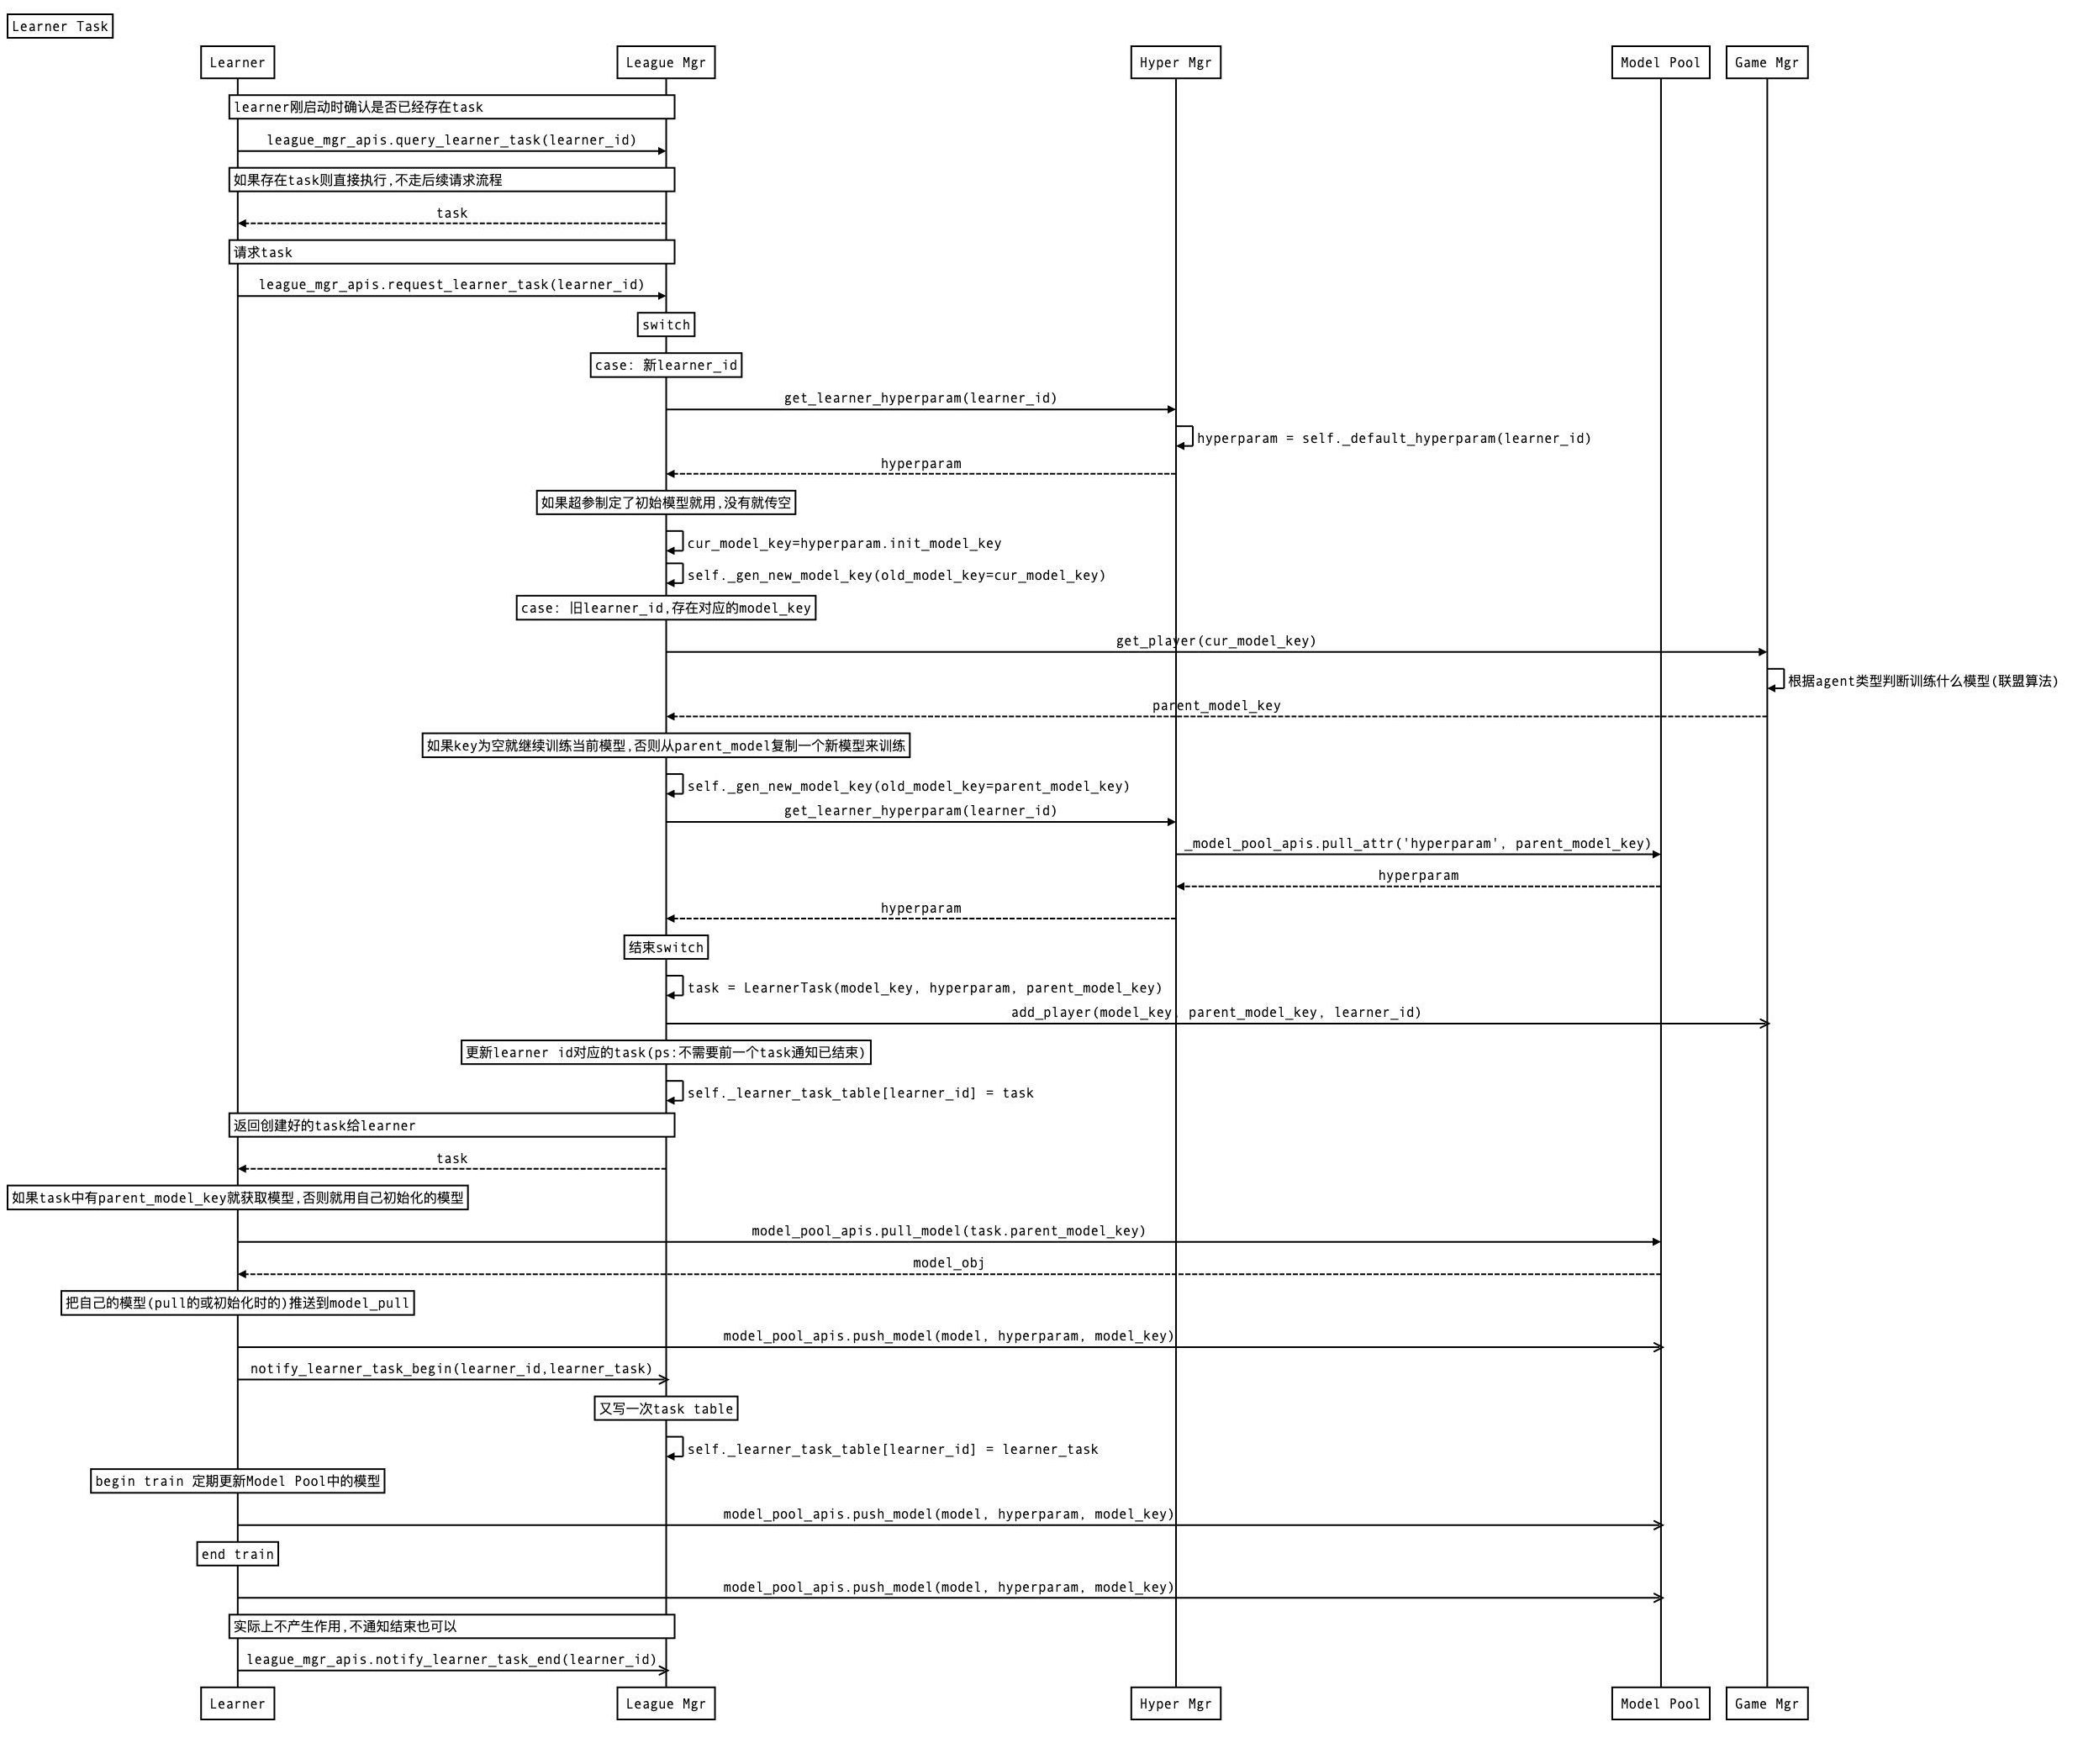 Learner Task
Learner
League Mgr
Hyper Mgr
Model Pool
Game Mgr
learner刚启动时确认是否已经存在task
league_mgr_apis.query_learner_task(learner_id)
如果存在task则直接执行,不走后续请求流程
task
请求task
league_mgr_apis.request_learner_task(learner_id)
switch
case: 新learner_id
get_learner_hyperparam(learner_id)
hyperparam = self._default_hyperparam(learner_id)
hyperparam
如果超参制定了初始模型就用,没有就传空
cur_model_key=hyperparam.init_model_key
self._gen_new_model_key(old_model_key=cur_model_key)
case: 旧learner_id,存在对应的model_key
get_player(cur_model_key)
根据agent类型判断训练什么模型(联盟算法)
parent_model_key
如果key为空就继续训练当前模型,否则从parent_model复制一个新模型来训练
self._gen_new_model_key(old_model_key=parent_model_key)
get_learner_hyperparam(learner_id)
_model_pool_apis.pull_attr('hyperparam', parent_model_key)
hyperparam
hyperparam
结束switch
task = LearnerTask(model_key, hyperparam, parent_model_key)
add_player(model_key, parent_model_key, learner_id)
更新learner id对应的task(ps:不需要前一个task通知已结束)
self._learner_task_table[learner_id] = task
返回创建好的task给learner
task
如果task中有parent_model_key就获取模型,否则就用自己初始化的模型
model_pool_apis.pull_model(task.parent_model_key)
model_obj
把自己的模型(pull的或初始化时的)推送到model_pull
model_pool_apis.push_model(model, hyperparam, model_key)
notify_learner_task_begin(learner_id,learner_task)
又写一次task table
self._learner_task_table[learner_id] = learner_task
begin train 定期更新Model Pool中的模型
model_pool_apis.push_model(model, hyperparam, model_key)
end train
model_pool_apis.push_model(model, hyperparam, model_key)
实际上不产生作用,不通知结束也可以
league_mgr_apis.notify_learner_task_end(learner_id)
Learner
League Mgr
Hyper Mgr
Model Pool
Game Mgr